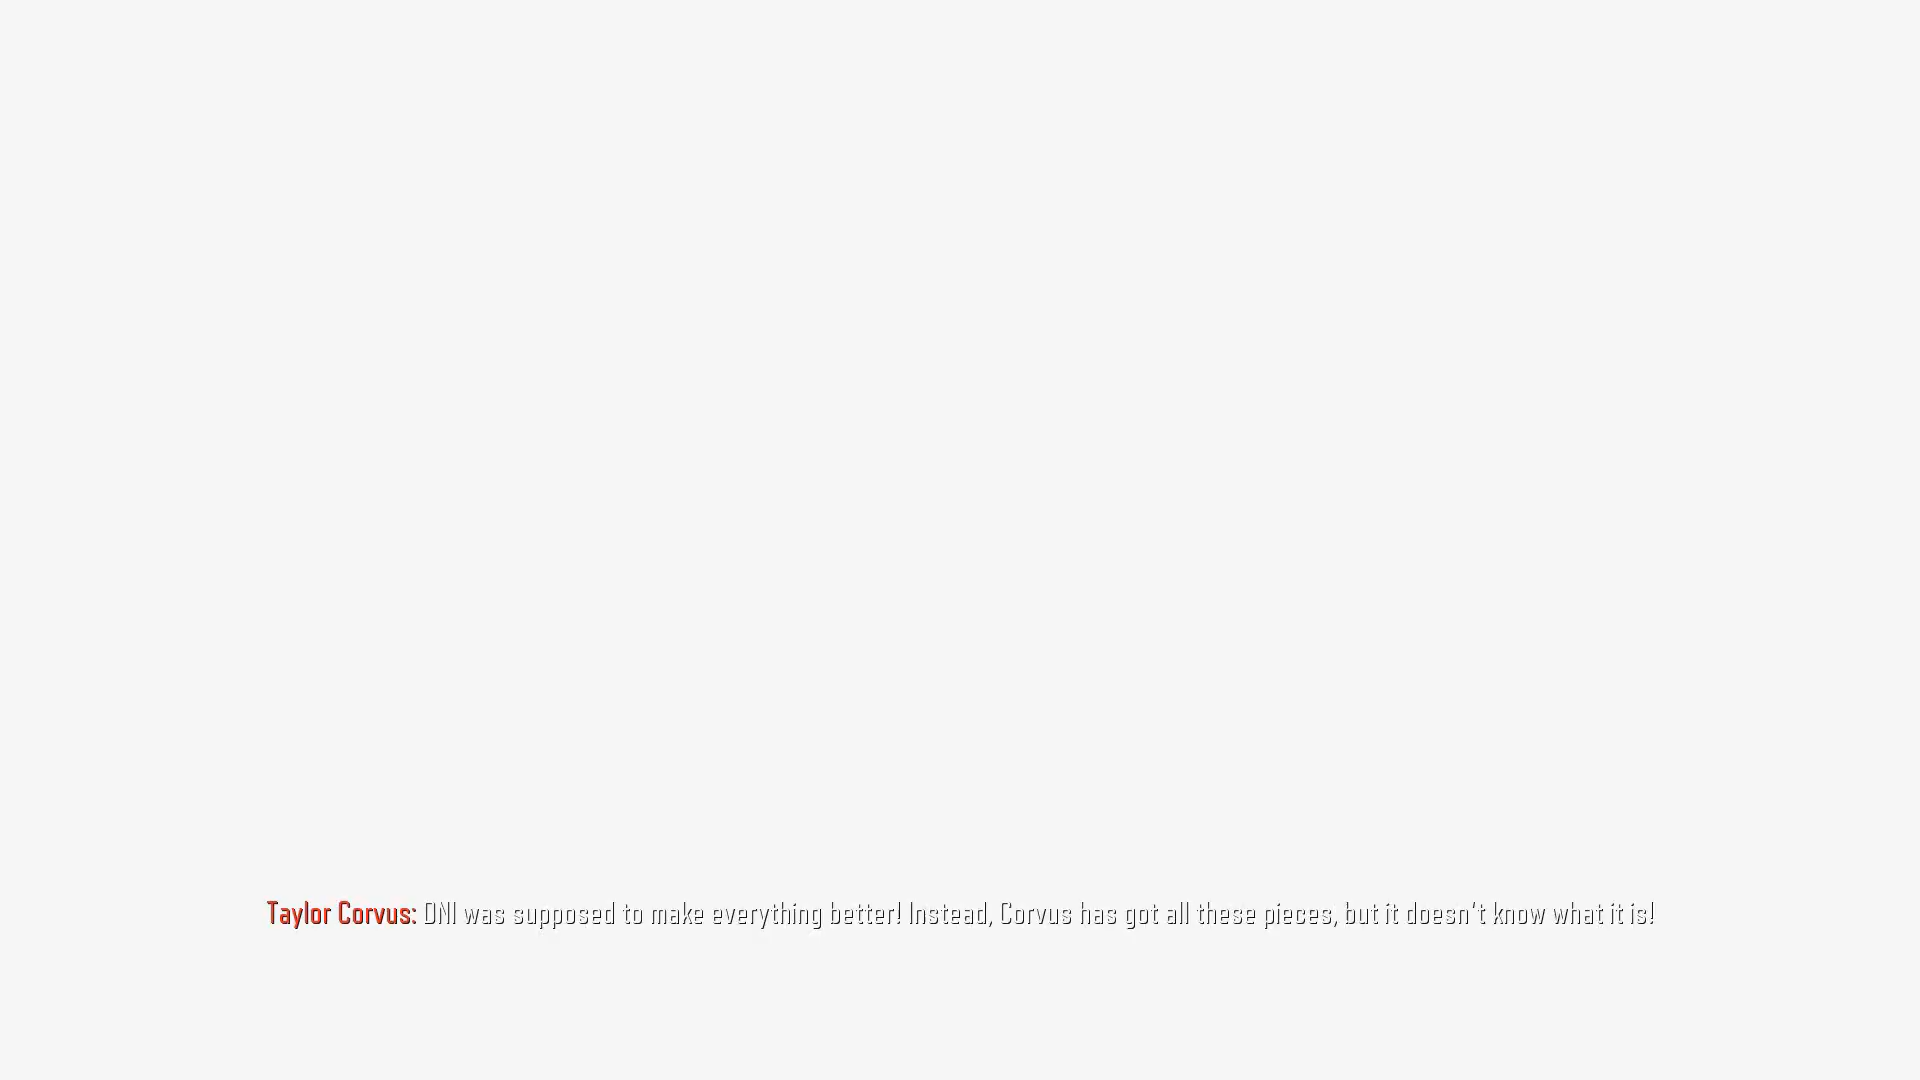 Taylor Corvus: DNI was supposed to make everything better! Instead, Corvus has got all these pieces, but it doesn't know what it is!